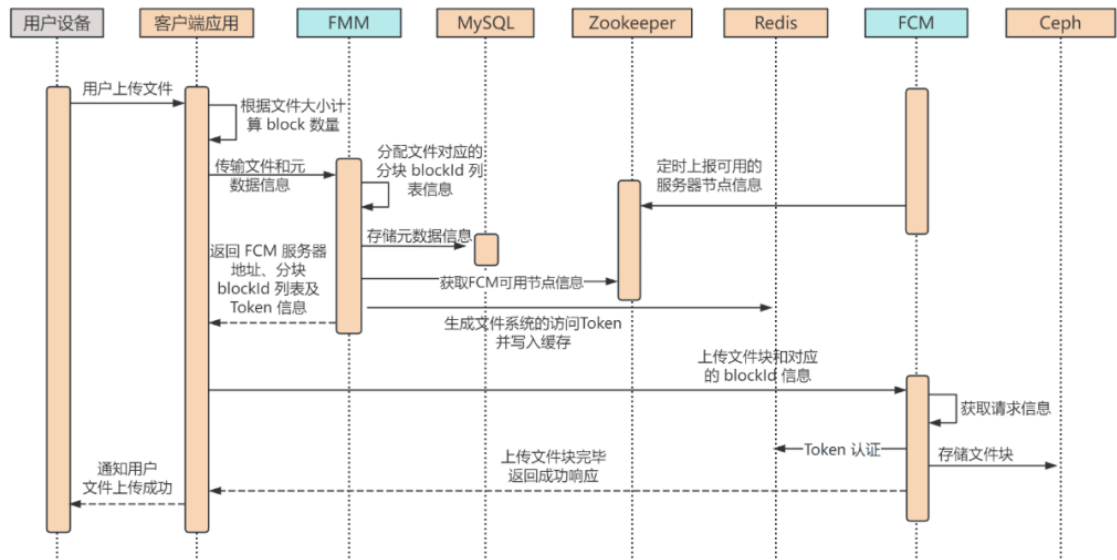 用户设备
客户端应用
FMM
MySQL
Zookeeper
Redis
FCM
Ceph
用户上传文件
根据文件大小计
算 block 数量
传输文件和元
数据信息
分配文件对应的
分块 blockId 列
表信息
定时上报可用的
服务器节点信息
存储元数据信息
返回 FCM 服务器
地址、分块
blockId 列表及
Token 信息
获取FCM可用节点信息
生成文件系统的访问Token
并写入缓存
上传文件块和对应
的 blockId 信息
获取请求信息
Token 认证
存储文件块
上传文件块完毕
返回成功响应
通知用户
文件上传成功